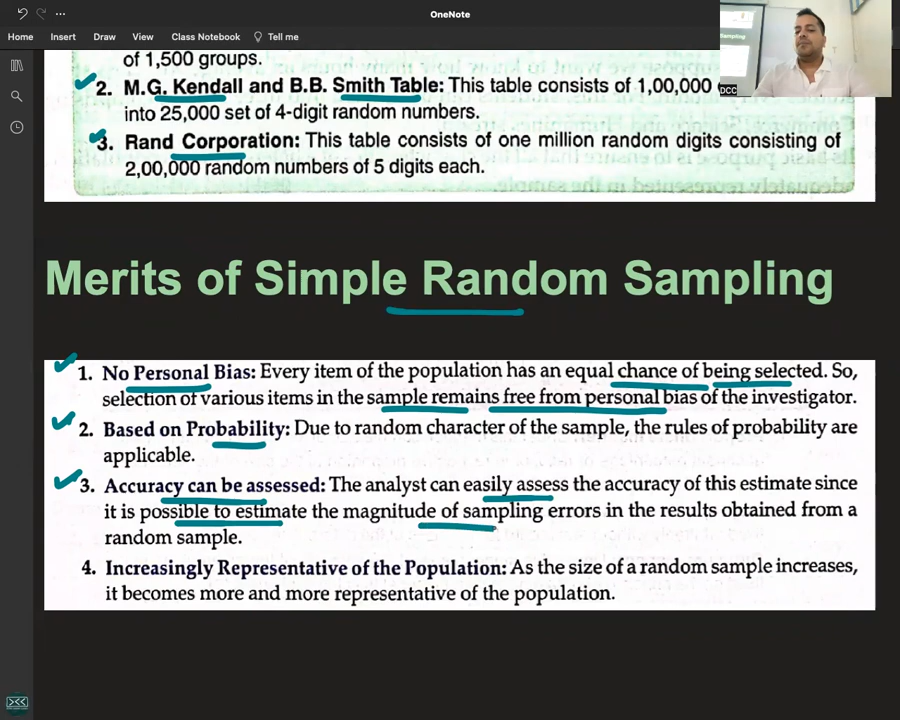 OneNote
Home Insert Draw View Class Notebook Tell me
Sampling
DCC
of 1,500 groups.
2. M.G. Kendall and B.B. Smith Table: This table consists of 1,00,000
into 25,000 set of 4-digit random numbers.
3. Rand Corporation: This table consists of one million random digits consisting of
2,00,000 random numbers of 5 digits each.
Merits of Simple Random Sampling
1. No Personal Bias: Every item of the population has an equal chance of being selected. So,
selection of various items in the sample remains free from personal bias of the investigator.
2. Based on Probability: Due to random character of the sample, the rules of probability are
applicable.
3. Accuracy can be assessed: The analyst can easily assess the accuracy of this estimate since
it is possible to estimate the magnitude of sampling errors in the results obtained from a
random sample.
4. Increasingly Representative of the Population: As the size of a random sample increases,
it becomes more and more representative of the population.